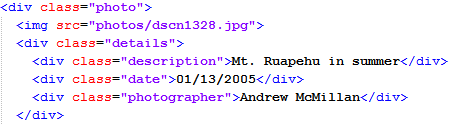 <div class="photo">
<img src="photos/dscn1328.jpg">
<div class="details">
<div class="description">Mt. Ruapehu in summer</div>
<div class="date">01/13/2005</div>
<div class="photographer">Andrew McMillan</div>
</div>